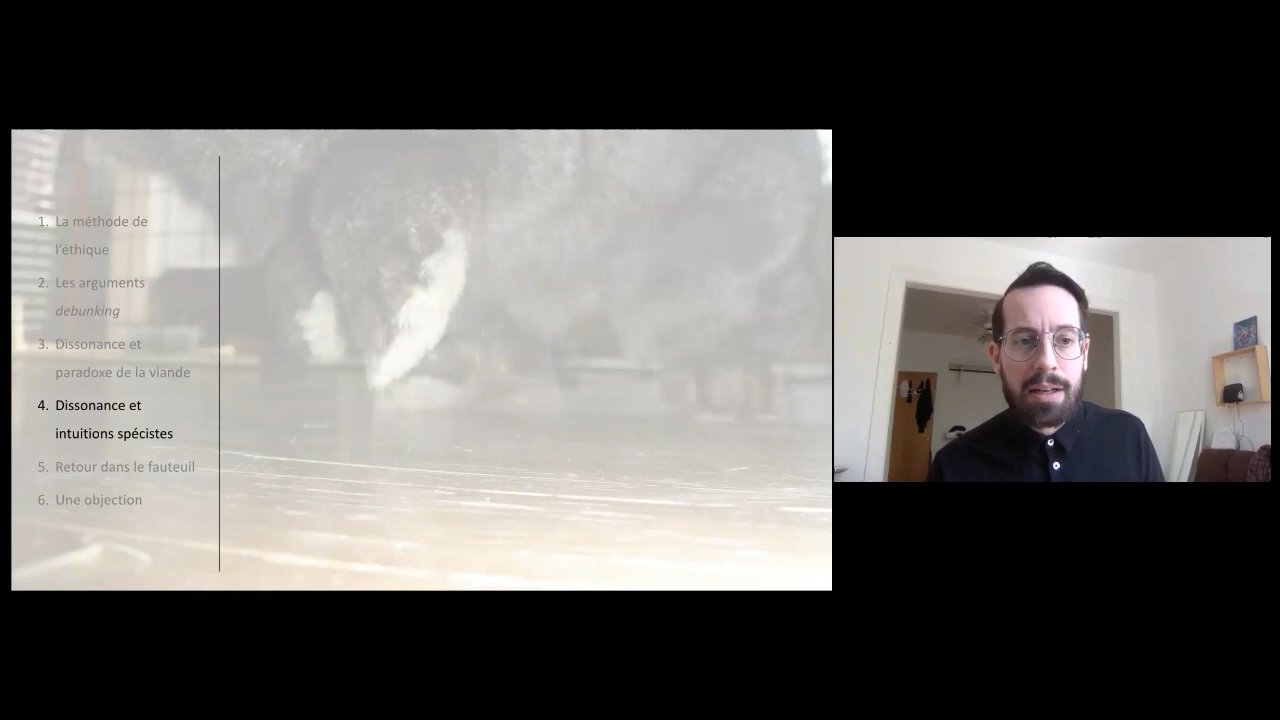 1. La méthode de
l'éthique
2. Les arguments
debunking
3. Dissonance et
paradoxe de la viande
4. Dissonance et
intuitions spécistes
5. Retour dans le fauteuil
6. Une objection